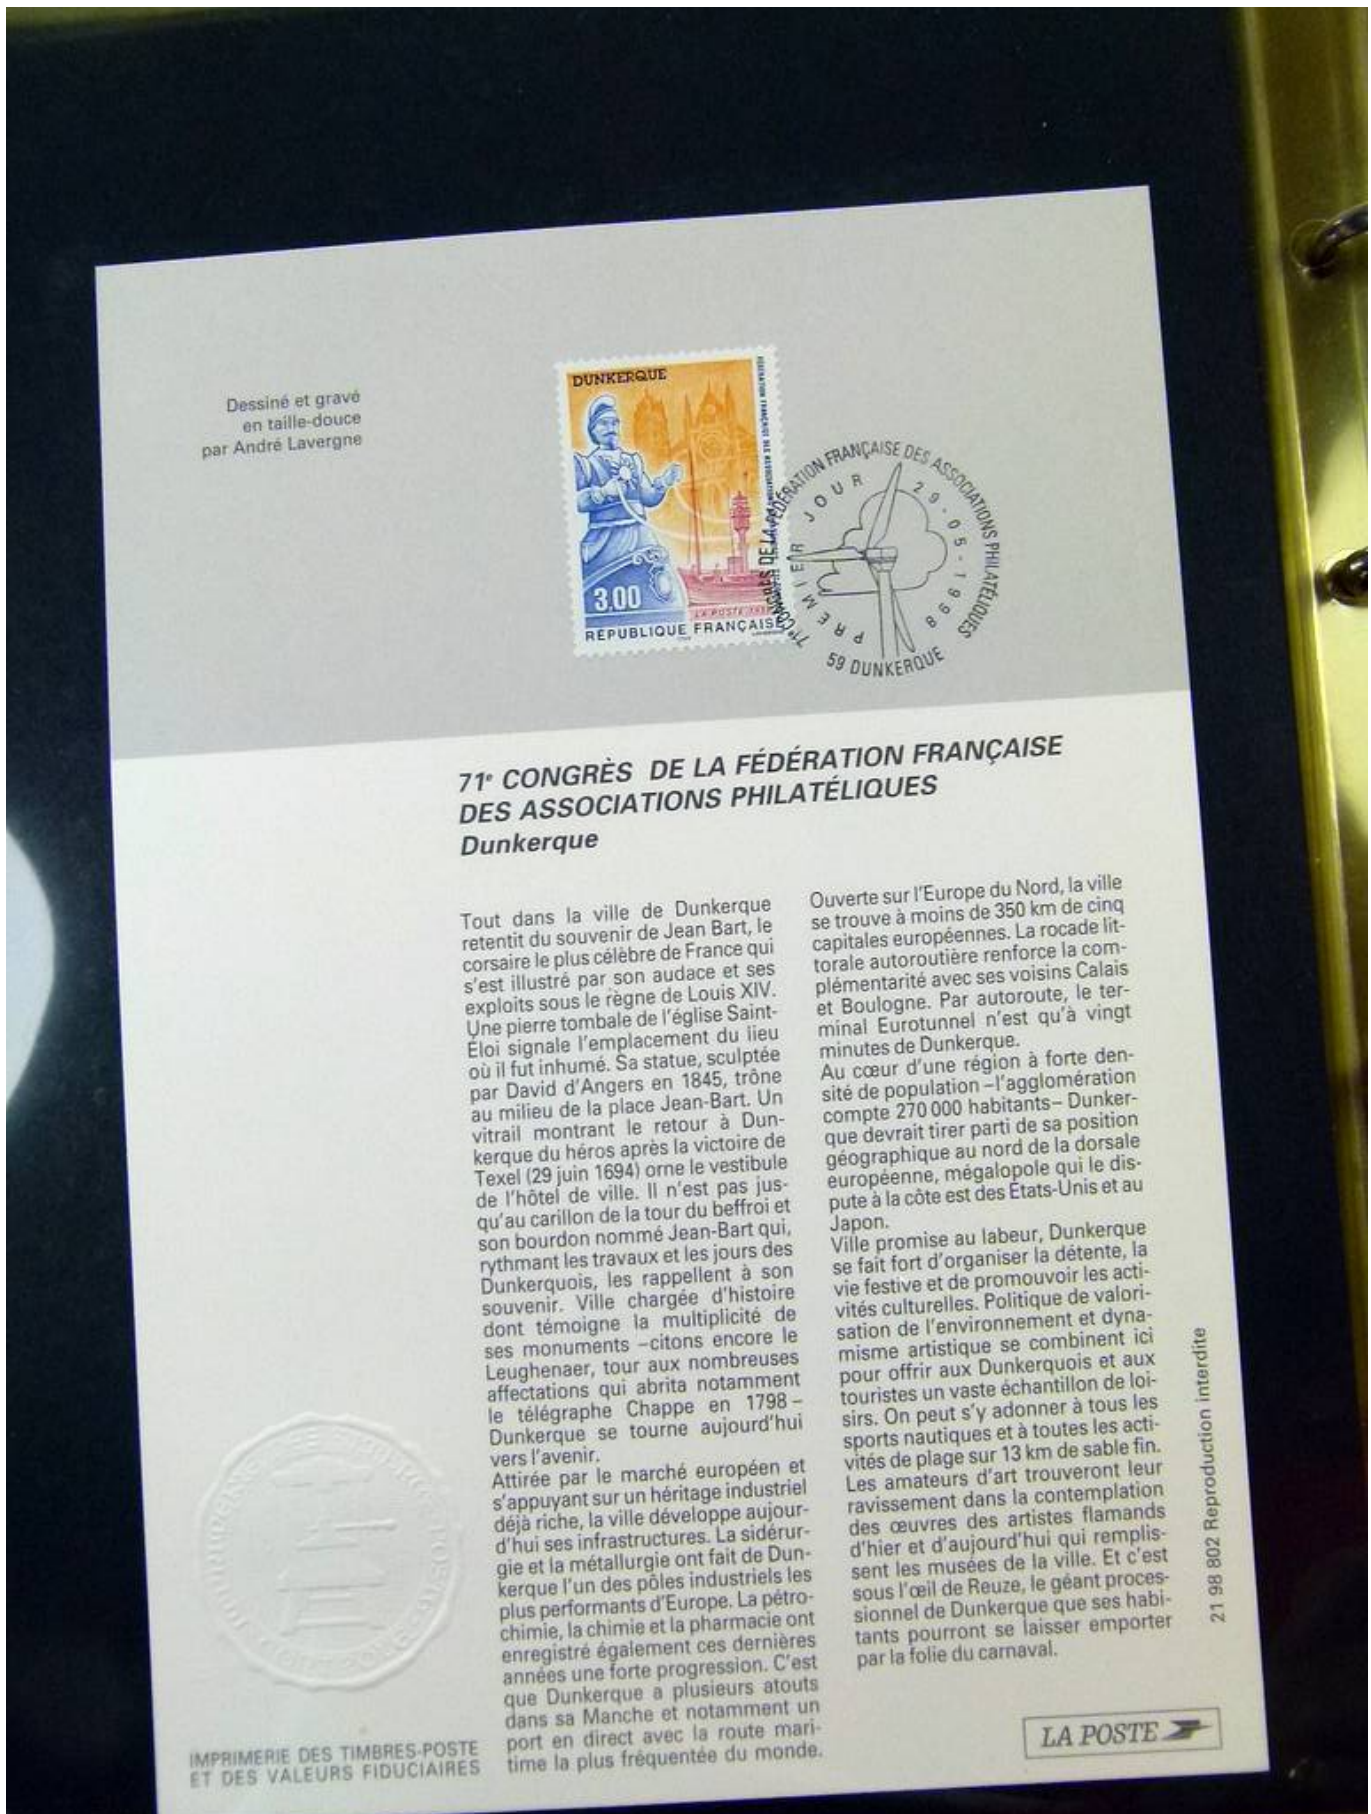 Dessiné et gravé
en taille-douce
par André Lavergne
DUNKERQUE
3.00
LA POSTE
RÉPUBLIQUE FRANÇAISE
71e CONGRÈS DE LA FÉDÉRATION FRANÇAISE DES ASSOCIATIONS PHILATÉLIQUES
PREMIER JOUR
29-05-1998
59 DUNKERQUE
71e CONGRÈS DE LA FÉDÉRATION FRANÇAISE
DES ASSOCIATIONS PHILATÉLIQUES
Dunkerque
Tout dans la ville de Dunkerque
retentit du souvenir de Jean Bart, le
corsaire le plus célèbre de France qui
s'est illustré par son audace et ses
exploits sous le règne de Louis XIV.
Une pierre tombale de l'église Saint-
Éloi signale l'emplacement du lieu
où il fut inhumé. Sa statue, sculptée
par David d'Angers en 1845, trône
au milieu de la place Jean-Bart. Un
vitrail montrant le retour à Dun-
kerque du héros après la victoire de
Texel (29 juin 1694) orne le vestibule
de l'hôtel de ville. Il n'est pas jus-
qu'au carillon de la tour du beffroi et
son bourdon nommé Jean-Bart qui,
rythmant les travaux et les jours des
Dunkerquois, les rappellent à son
souvenir. Ville chargée d'histoire
dont témoigne la multiplicité de
ses monuments –citons encore le
Leughenaer, tour aux nombreuses
affectations qui abrita notamment
le télégraphe Chappe en 1798–
Dunkerque se tourne aujourd'hui
vers l'avenir.
Attirée par le marché européen et
s'appuyant sur un héritage industriel
déjà riche, la ville développe aujour-
d'hui ses infrastructures. La sidérur-
gie et la métallurgie ont fait de Dun-
kerque l'un des pôles industriels les
plus performants d'Europe. La pétro-
chimie, la chimie et la pharmacie ont
enregistré également ces dernières
années une forte progression. C'est
que Dunkerque a plusieurs atouts
dans sa Manche et notamment un
port en direct avec la route mari-
time la plus fréquentée du monde.
Ouverte sur l'Europe du Nord, la ville
se trouve à moins de 350 km de cinq
capitales européennes. La rocade lit-
torale autoroutière renforce la com-
plémentarité avec ses voisins Calais
et Boulogne. Par autoroute, le ter-
minal Eurotunnel n'est qu'à vingt
minutes de Dunkerque.
Au cœur d'une région à forte den-
sité de population –l'agglomération
compte 270 000 habitants– Dunker-
que devrait tirer parti de sa position
géographique au nord de la dorsale
européenne, mégalopole qui le dis-
pute à la côte est des États-Unis et au
Japon.
Ville promise au labeur, Dunkerque
se fait fort d'organiser la détente, la
vie festive et de promouvoir les acti-
vités culturelles. Politique de valori-
sation de l'environnement et dyna-
misme artistique se combinent ici
pour offrir aux Dunkerquois et aux
touristes un vaste échantillon de loi-
sirs. On peut s'y adonner à tous les
sports nautiques et à toutes les acti-
vités de plage sur 13 km de sable fin.
Les amateurs d'art trouveront leur
ravissement dans la contemplation
des œuvres des artistes flamands
d'hier et d'aujourd'hui qui remplis-
sent les musées de la ville. Et c'est
sous l'œil de Reuze, le géant proces-
sionnel de Dunkerque que ses habi-
tants pourront se laisser emporter
par la folie du carnaval.
21 98 802 Reproduction interdite
IMPRIMERIE DES TIMBRES-POSTE
ET DES VALEURS FIDUCIAIRES
LA POSTE